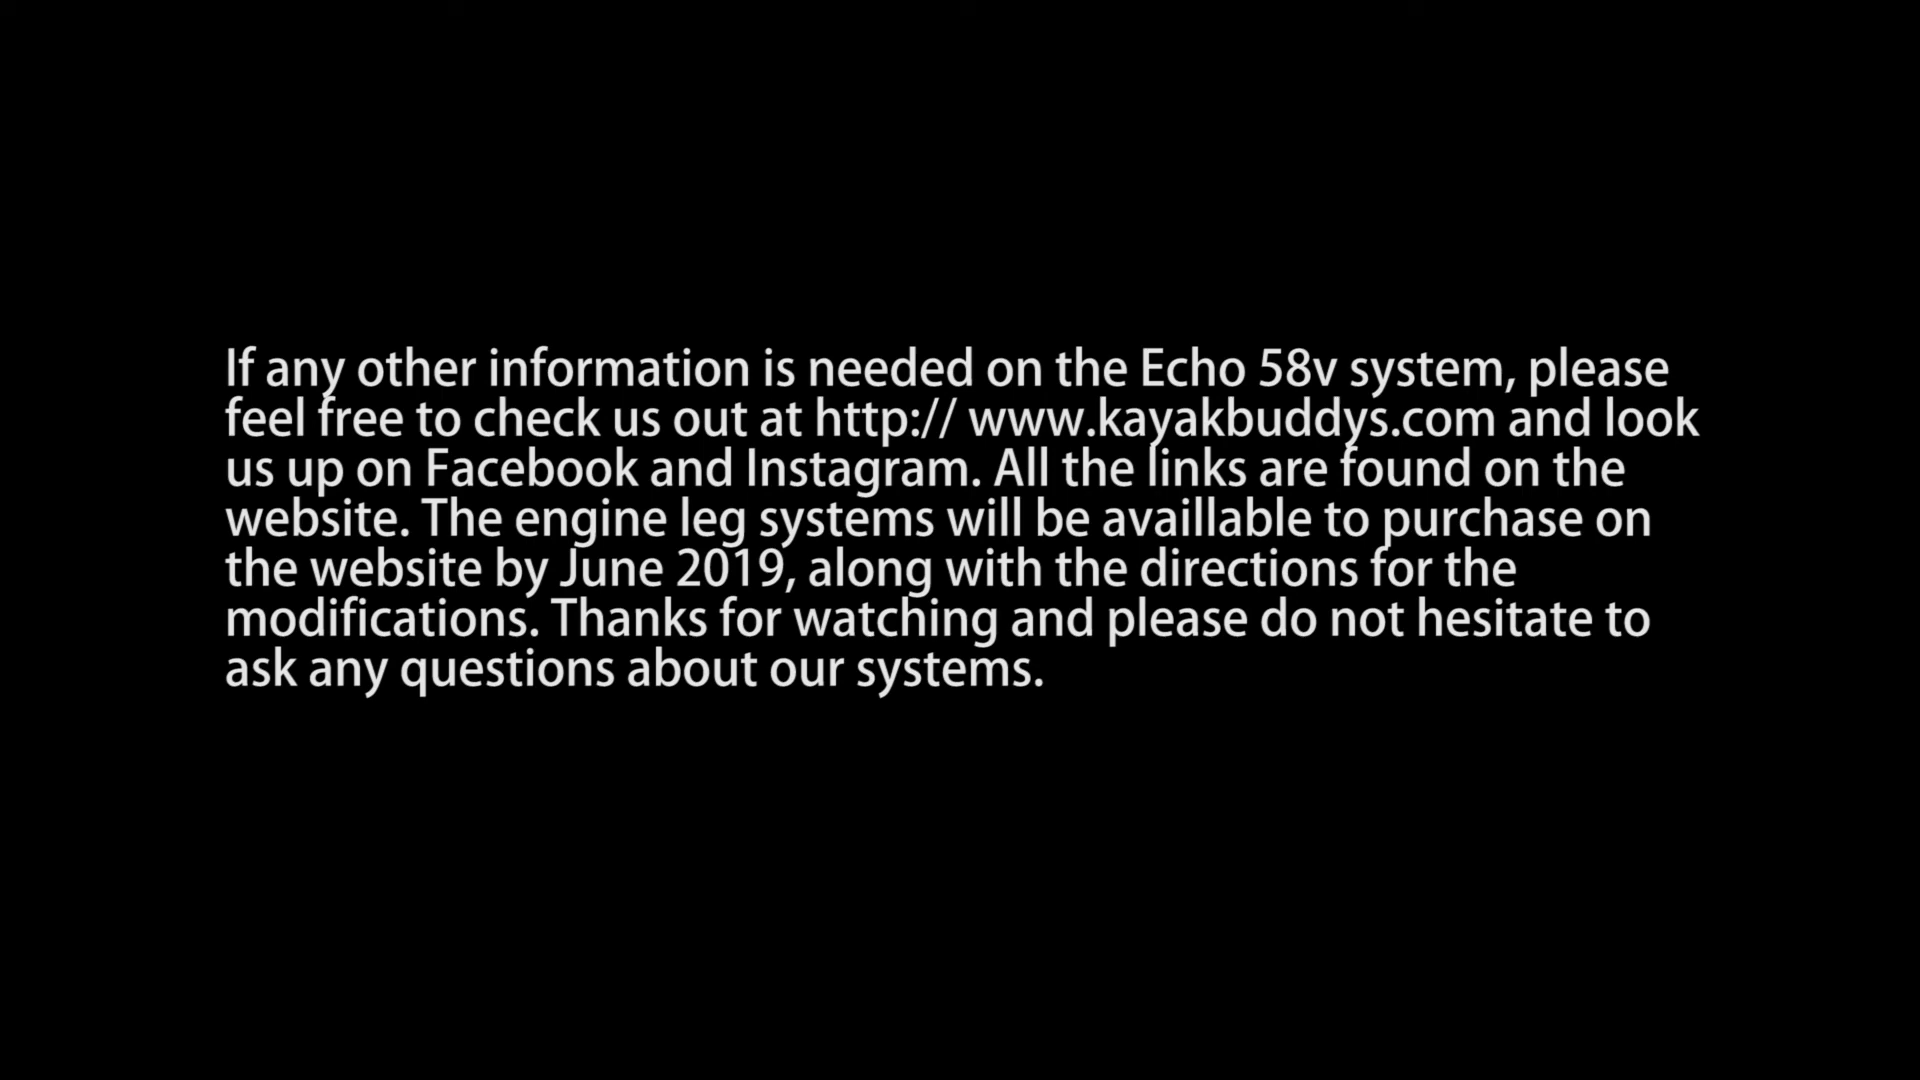 If any other information is needed on the Echo 58v system, please
feel free to check us out at http:// www.kayakbuddys.com and look
us up on Facebook and Instagram. All the links are found on the
website. The engine leg systems will be availlable to purchase on
the website by June 2019, along with the directions for the
modifications. Thanks for watching and please do not hesitate to
ask any questions about our systems.